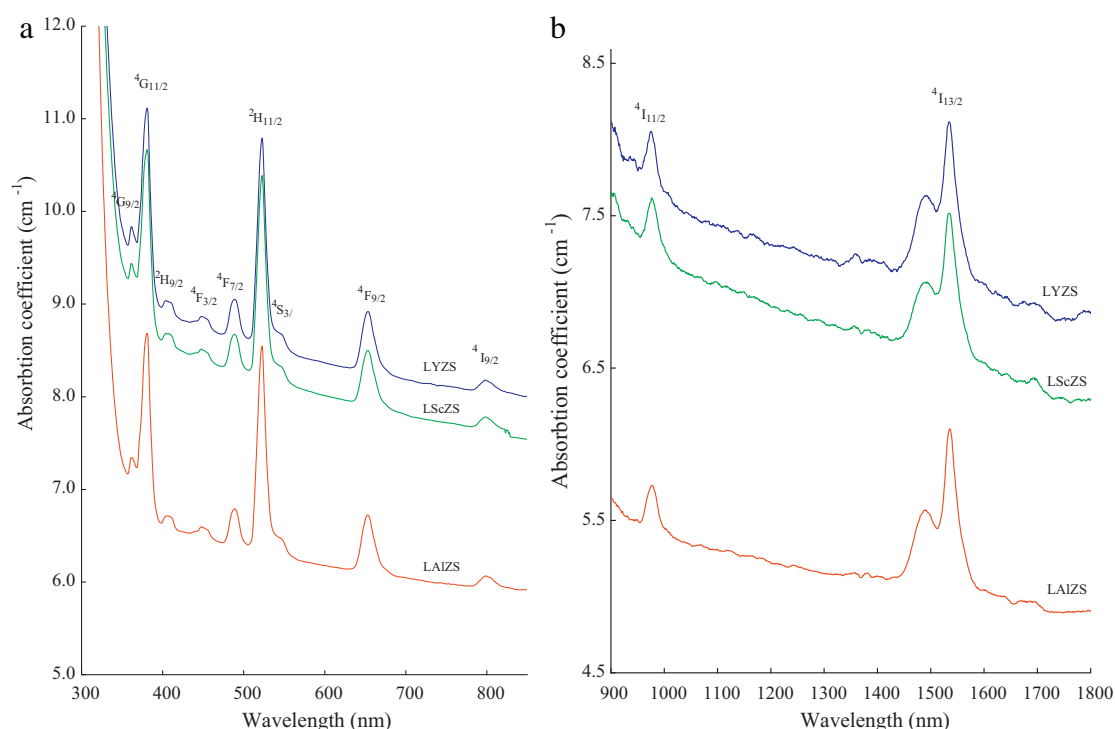 a
12.0
11.0
10.0
9.0
8.0
7.0
6.0
5.0
Absorbtion coefficient (cm⁻¹)
⁴G₁₁/₂
²H₁₁/₂
⁴G₉/₂
²H₉/₂
⁴F₃/₂
⁴F₇/₂
⁴S₃/
⁴F₉/₂
⁴I₉/₂
LYZS
LScZS
LAlZS
300 400 500 600 700 800
Wavelength (nm)
b
8.5
7.5
6.5
5.5
4.5
Absorbtion coefficient (cm⁻¹)
⁴I₁₁/₂
⁴I₁₃/₂
LYZS
LScZS
LAlZS
900 1000 1100 1200 1300 1400 1500 1600 1700 1800
Wavelength (nm)